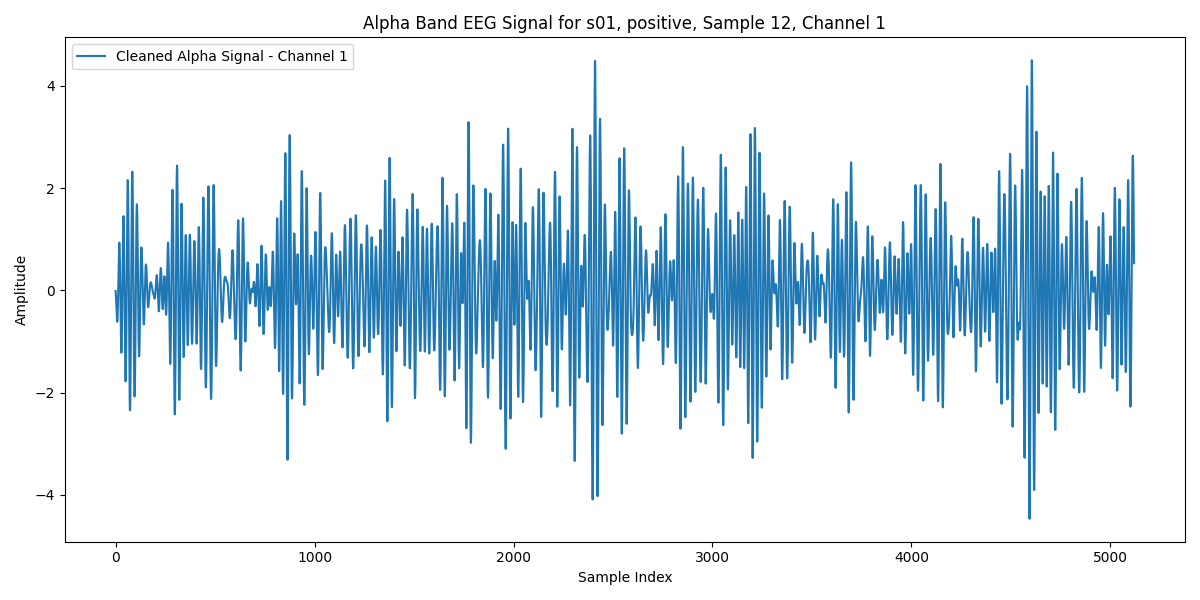 Alpha Band EEG Signal for s01, positive, Sample 12, Channel 1
Cleaned Alpha Signal - Channel 1
Amplitude
4
2
0
−2
−4
0 1000 2000 3000 4000 5000
Sample Index